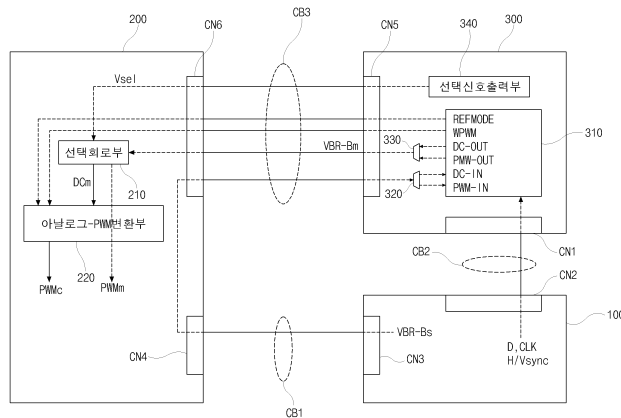 200
CN6
CB3
CN5
340
300
Vsel
선택신호출력부
REFMODE
WPWM
330
DC-OUT
310
VBR-Bm
PMW-OUT
선택회로부
DC-IN
320
PWM-IN
DCm
210
아날로그-PWM변환부
CN1
CB2
220
CN2
PWMc
PWMm
100
VBR-Bs
CN4
D,CLK
H/Vsync
CN3
CB1